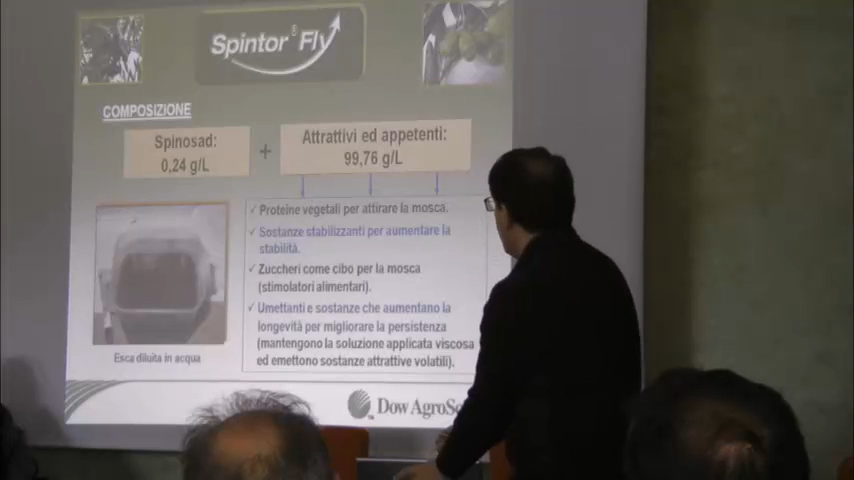 Spintor® Fly
COMPOSIZIONE
Spinosad:
0,24 g/L
+
Attrattivi ed appetenti:
99,76 g/L
✓ Proteine vegetali per attirare la mosca.
✓ Sostanze stabilizzanti per aumentare la
stabilità.
✓ Zuccheri come cibo per la mosca
(stimolatori alimentari).
✓ Umettanti e sostanze che aumentano la
longevità per migliorare la persistenza
(mantengono la soluzione applicata viscosa
ed emettono sostanze attrattive volatili).
Esca diluita in acqua
Dow AgroSc